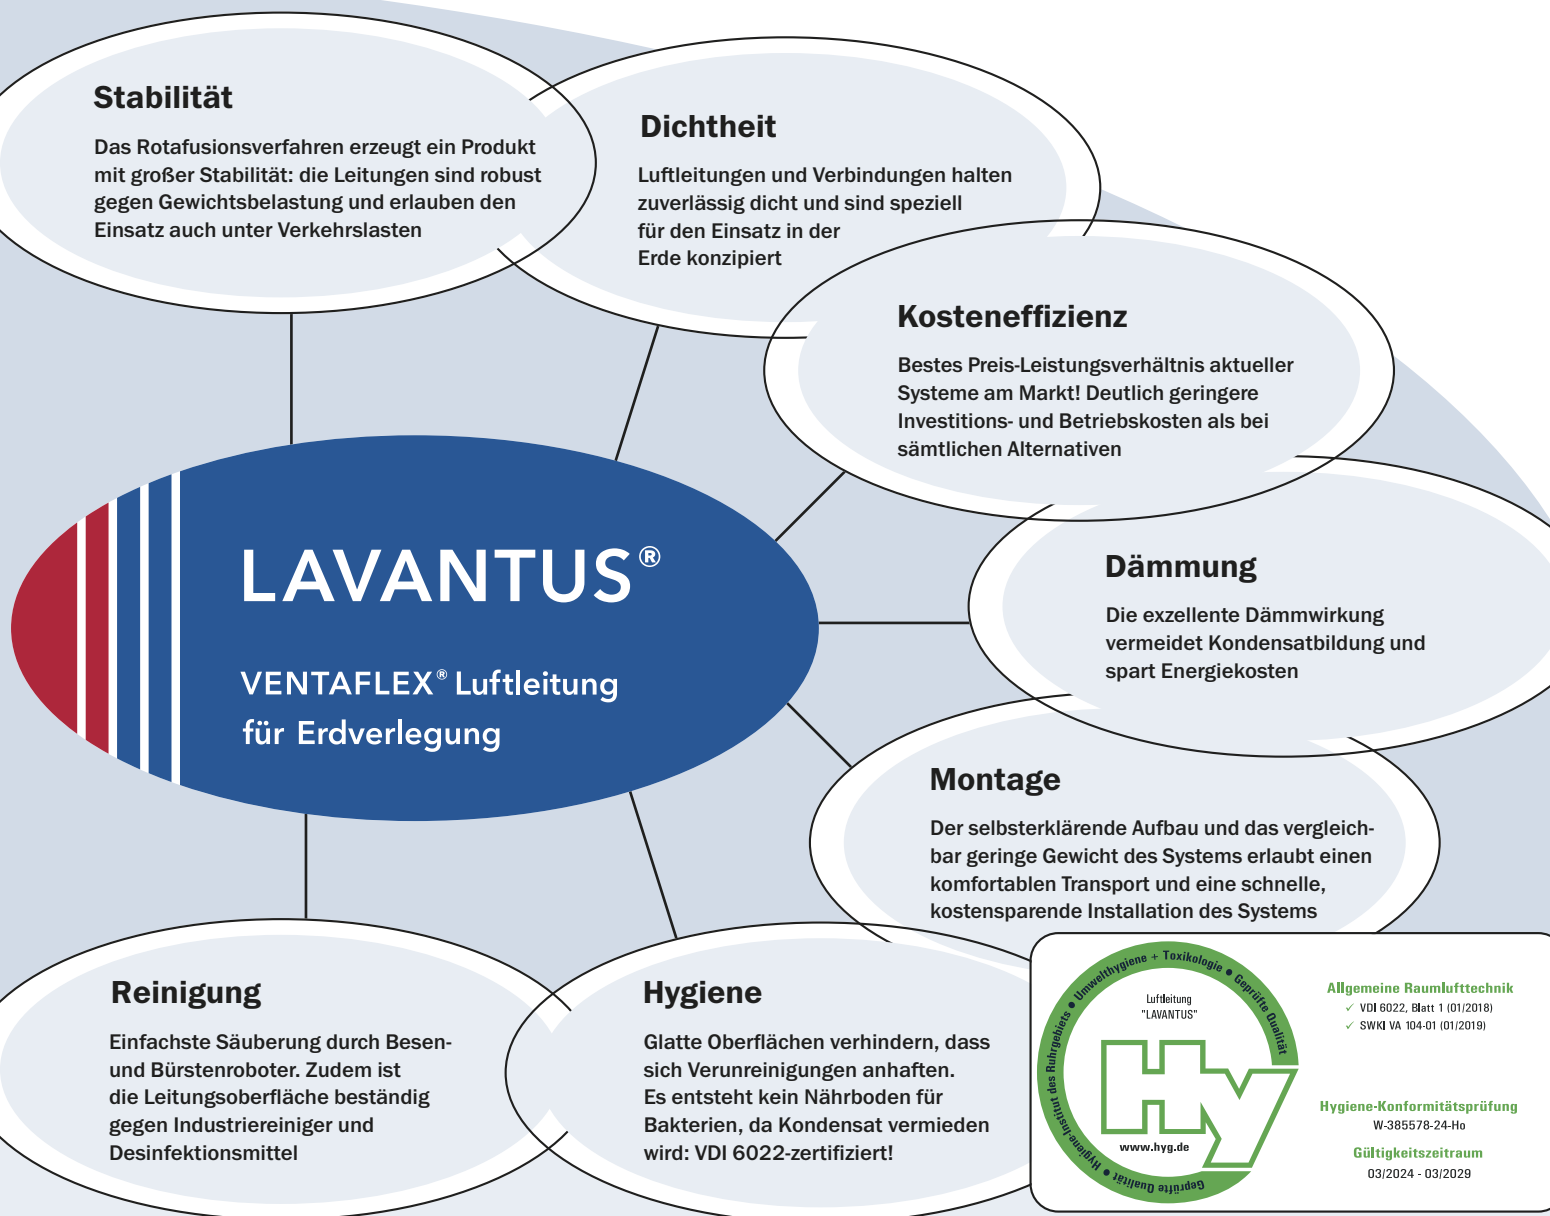 Stabilität
Das Rotafusionsverfahren erzeugt ein Produkt
mit großer Stabilität: die Leitungen sind robust
gegen Gewichtsbelastung und erlauben den
Einsatz auch unter Verkehrslasten
Dichtheit
Luftleitungen und Verbindungen halten
zuverlässig dicht und sind speziell
für den Einsatz in der
Erde konzipiert
Kosteneffizienz
Bestes Preis-Leistungsverhältnis aktueller
Systeme am Markt! Deutlich geringere
Investitions- und Betriebskosten als bei
sämtlichen Alternativen
LAVANTUS®
VENTAFLEX® Luftleitung
für Erdverlegung
Dämmung
Die exzellente Dämmwirkung
vermeidet Kondensatbildung und
spart Energiekosten
Montage
Der selbsterklärende Aufbau und das vergleich-
bar geringe Gewicht des Systems erlaubt einen
komfortablen Transport und eine schnelle,
kostensparende Installation des Systems
Reinigung
Einfachste Säuberung durch Besen-
und Bürstenroboter. Zudem ist
die Leitungsoberfläche beständig
gegen Industriereiniger und
Desinfektionsmittel
Hygiene
Glatte Oberflächen verhindern, dass
sich Verunreinigungen anhaften.
Es entsteht kein Nährboden für
Bakterien, da Kondensat vermieden
wird: VDI 6022-zertifiziert!
Hygiene-Institut des Ruhrgebiets ● Umwelthygiene + Toxikologie ● Geprüfte Qualität
Luftleitung
"LAVANTUS"
Hy
www.hyg.de
Geprüfte Qualität ●
Allgemeine Raumlufttechnik
✓ VDI 6022, Blatt 1 (01/2018)
✓ SWKI VA 104-01 (01/2019)
Hygiene-Konformitätsprüfung
W-385578-24-Ho
Gültigkeitszeitraum
03/2024 - 03/2029